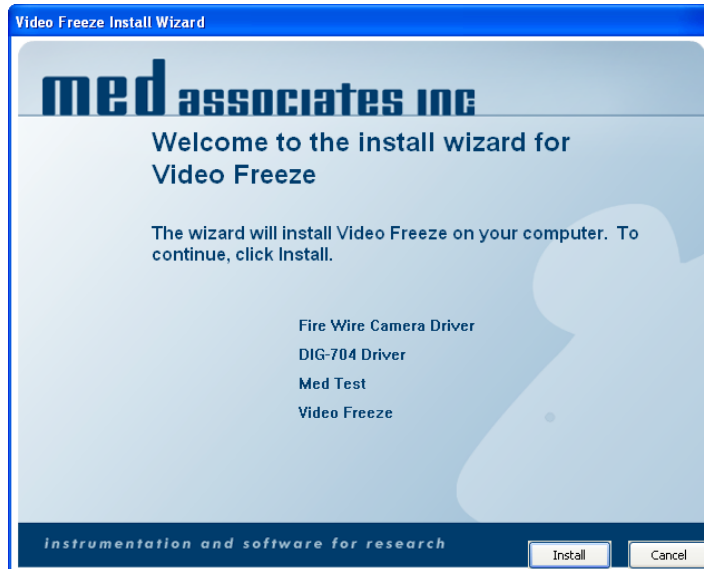 Video Freeze Install Wizard
med associates inc
Welcome to the install wizard for
Video Freeze
The wizard will install Video Freeze on your computer. To
continue, click Install.
Fire Wire Camera Driver
DIG-704 Driver
Med Test
Video Freeze
instrumentation and software for research
Install
Cancel